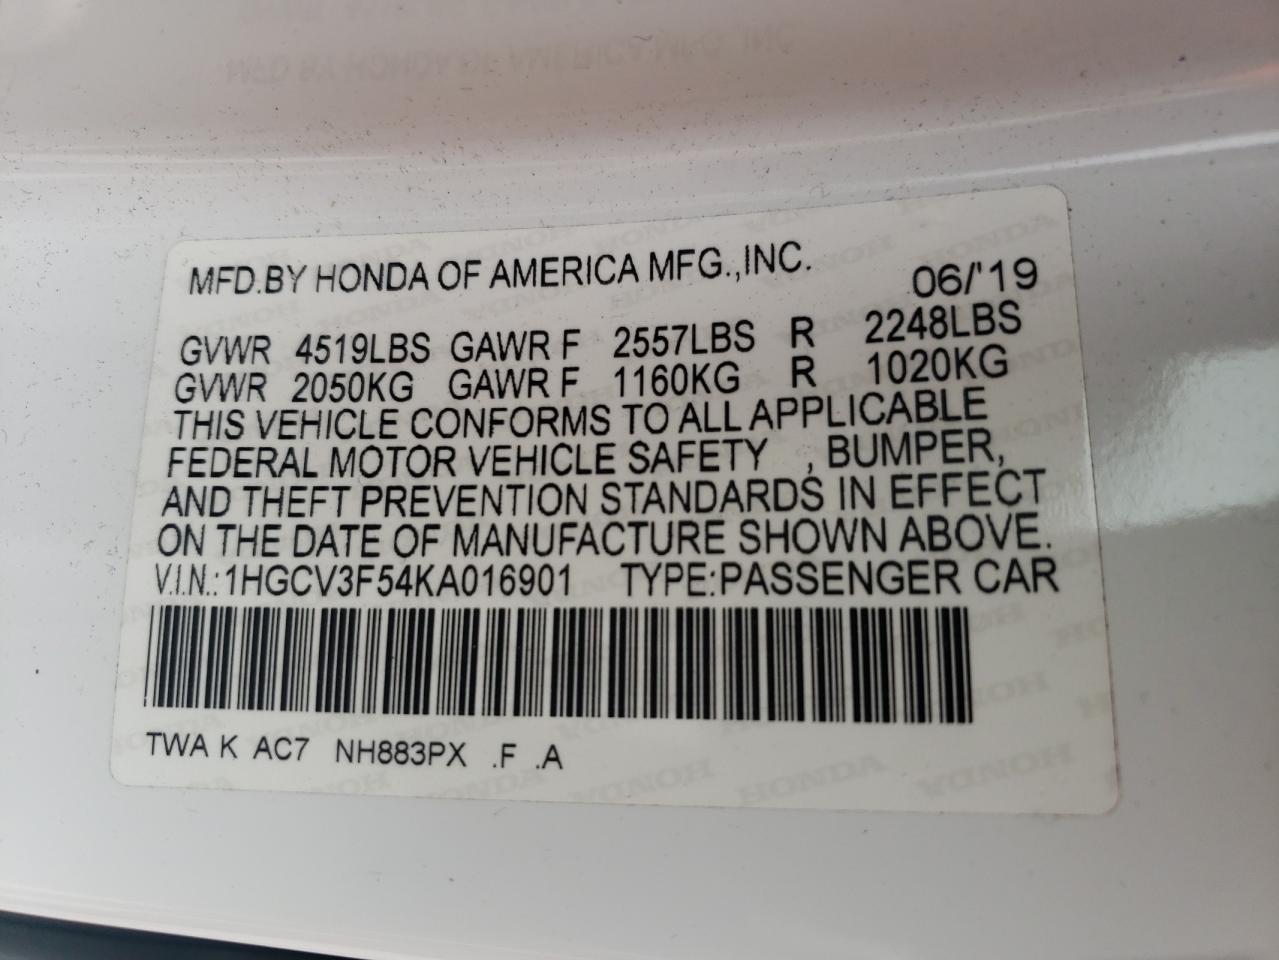 MFD.BY HONDA OF AMERICA MFG.,INC. 06/'19
GVWR 4519LBS GAWR F 2557LBS R 2248LBS
GVWR 2050KG GAWR F 1160KG R 1020KG
THIS VEHICLE CONFORMS TO ALL APPLICABLE
FEDERAL MOTOR VEHICLE SAFETY , BUMPER,
AND THEFT PREVENTION STANDARDS IN EFFECT
ON THE DATE OF MANUFACTURE SHOWN ABOVE.
V.I.N.:1HGCV3F54KA016901 TYPE:PASSENGER CAR
TWA K AC7 NH883PX .F .A